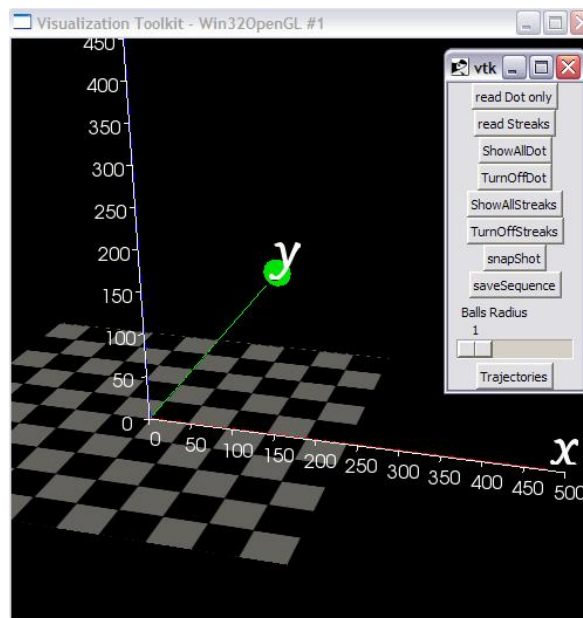 Visualization Toolkit - Win32OpenGL #1
450
400
350
300
250
200
150
100
50
0
y
0 50 100 150 200 250 300 350 400 450 500
x
vtk
read Dot only
read Streaks
ShowAllDot
TurnOffDot
ShowAllStreaks
TurnOffStreaks
snapShot
saveSequence
Balls Radius
1
Trajectories